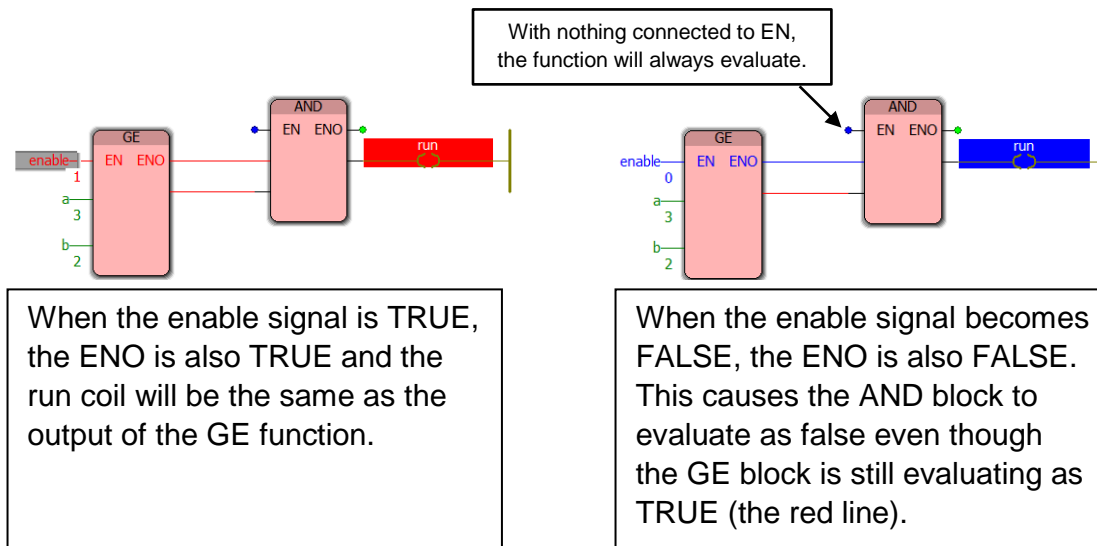 With nothing connected to EN,
the function will always evaluate.
AND
EN ENO
GE
EN ENO
enable
1
a
3
b
2
run
AND
EN ENO
GE
EN ENO
enable
0
a
3
b
2
run
When the enable signal is TRUE,
the ENO is also TRUE and the
run coil will be the same as the
output of the GE function.
When the enable signal becomes
FALSE, the ENO is also FALSE.
This causes the AND block to
evaluate as false even though
the GE block is still evaluating as
TRUE (the red line).